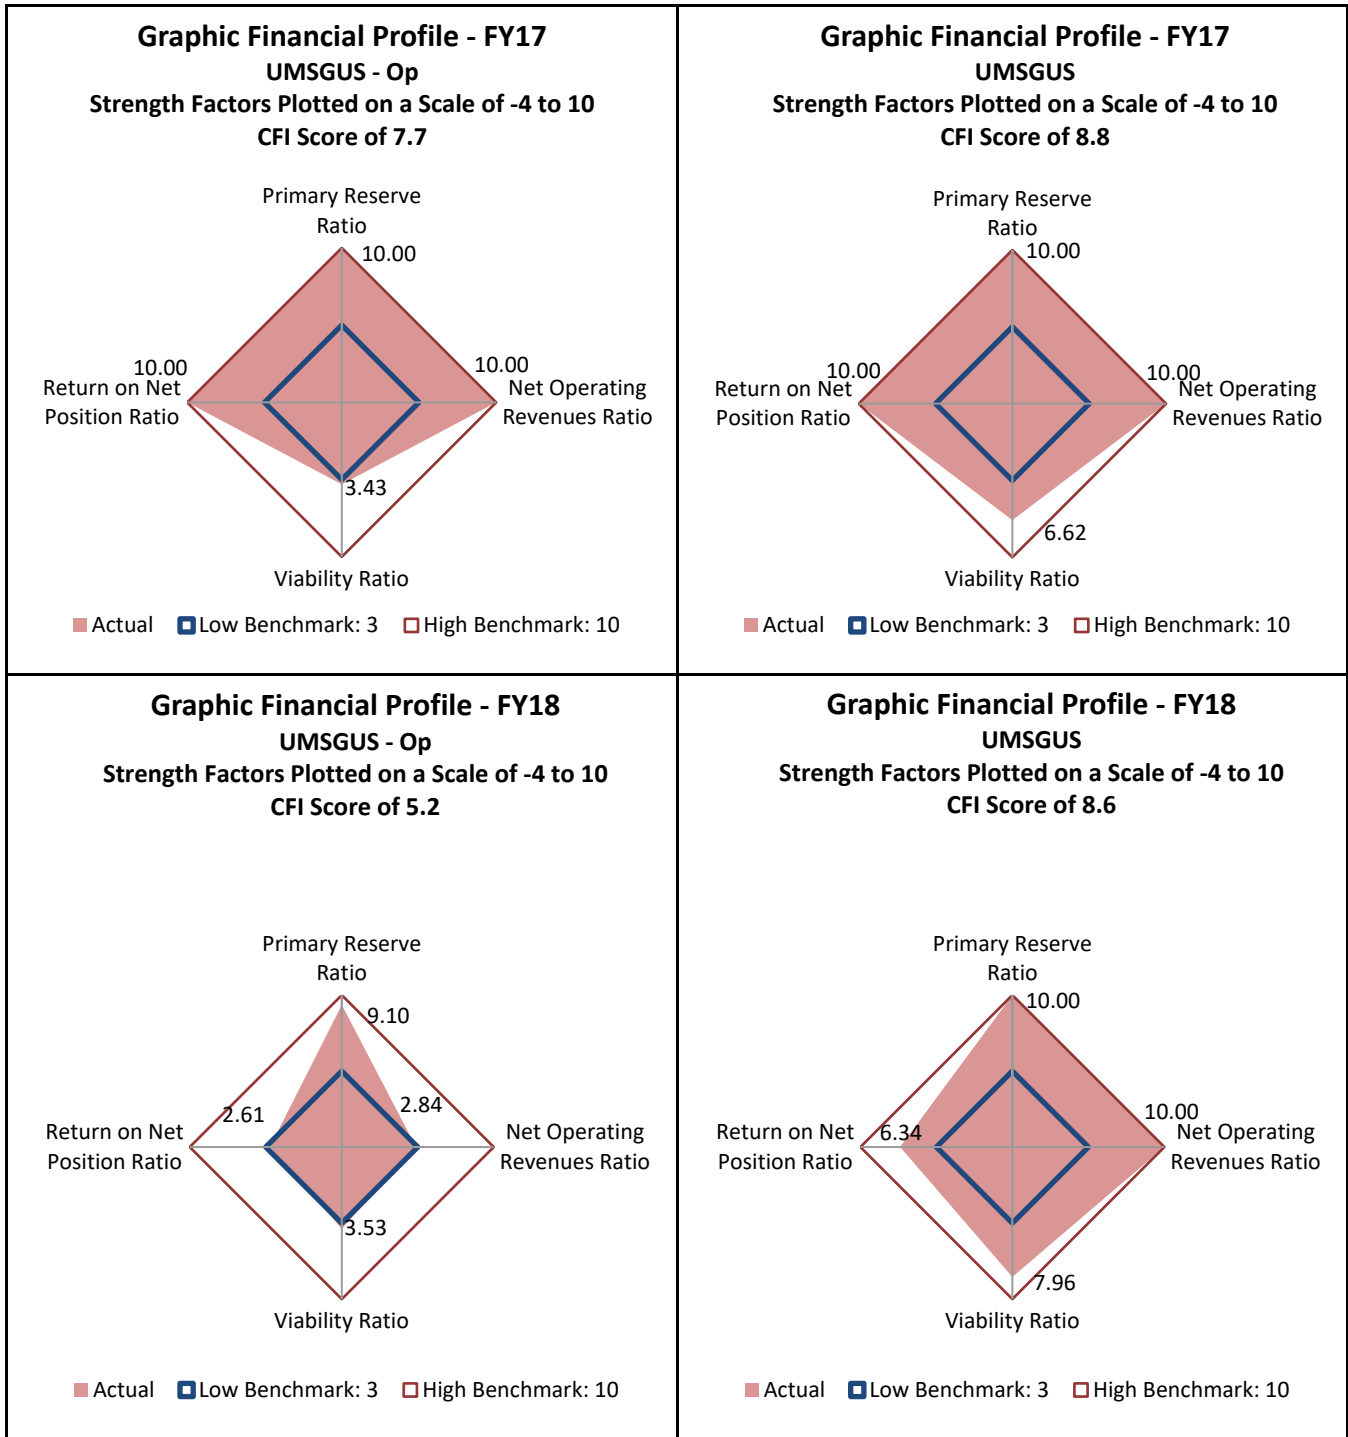 Graphic Financial Profile - FY17
UMSGUS - Op
Strength Factors Plotted on a Scale of -4 to 10
CFI Score of 7.7
Primary Reserve
Ratio
10.00
10.00
Return on Net
Position Ratio
10.00
Net Operating
Revenues Ratio
3.43
Viability Ratio
Actual Low Benchmark: 3 High Benchmark: 10
Graphic Financial Profile - FY17
UMSGUS
Strength Factors Plotted on a Scale of -4 to 10
CFI Score of 8.8
Primary Reserve
Ratio
10.00
10.00
Return on Net
Position Ratio
10.00
Net Operating
Revenues Ratio
6.62
Viability Ratio
Actual Low Benchmark: 3 High Benchmark: 10
Graphic Financial Profile - FY18
UMSGUS - Op
Strength Factors Plotted on a Scale of -4 to 10
CFI Score of 5.2
Primary Reserve
Ratio
9.10
2.61
Return on Net
Position Ratio
2.84
Net Operating
Revenues Ratio
3.53
Viability Ratio
Actual Low Benchmark: 3 High Benchmark: 10
Graphic Financial Profile - FY18
UMSGUS
Strength Factors Plotted on a Scale of -4 to 10
CFI Score of 8.6
Primary Reserve
Ratio
10.00
6.34
Return on Net
Position Ratio
10.00
Net Operating
Revenues Ratio
7.96
Viability Ratio
Actual Low Benchmark: 3 High Benchmark: 10